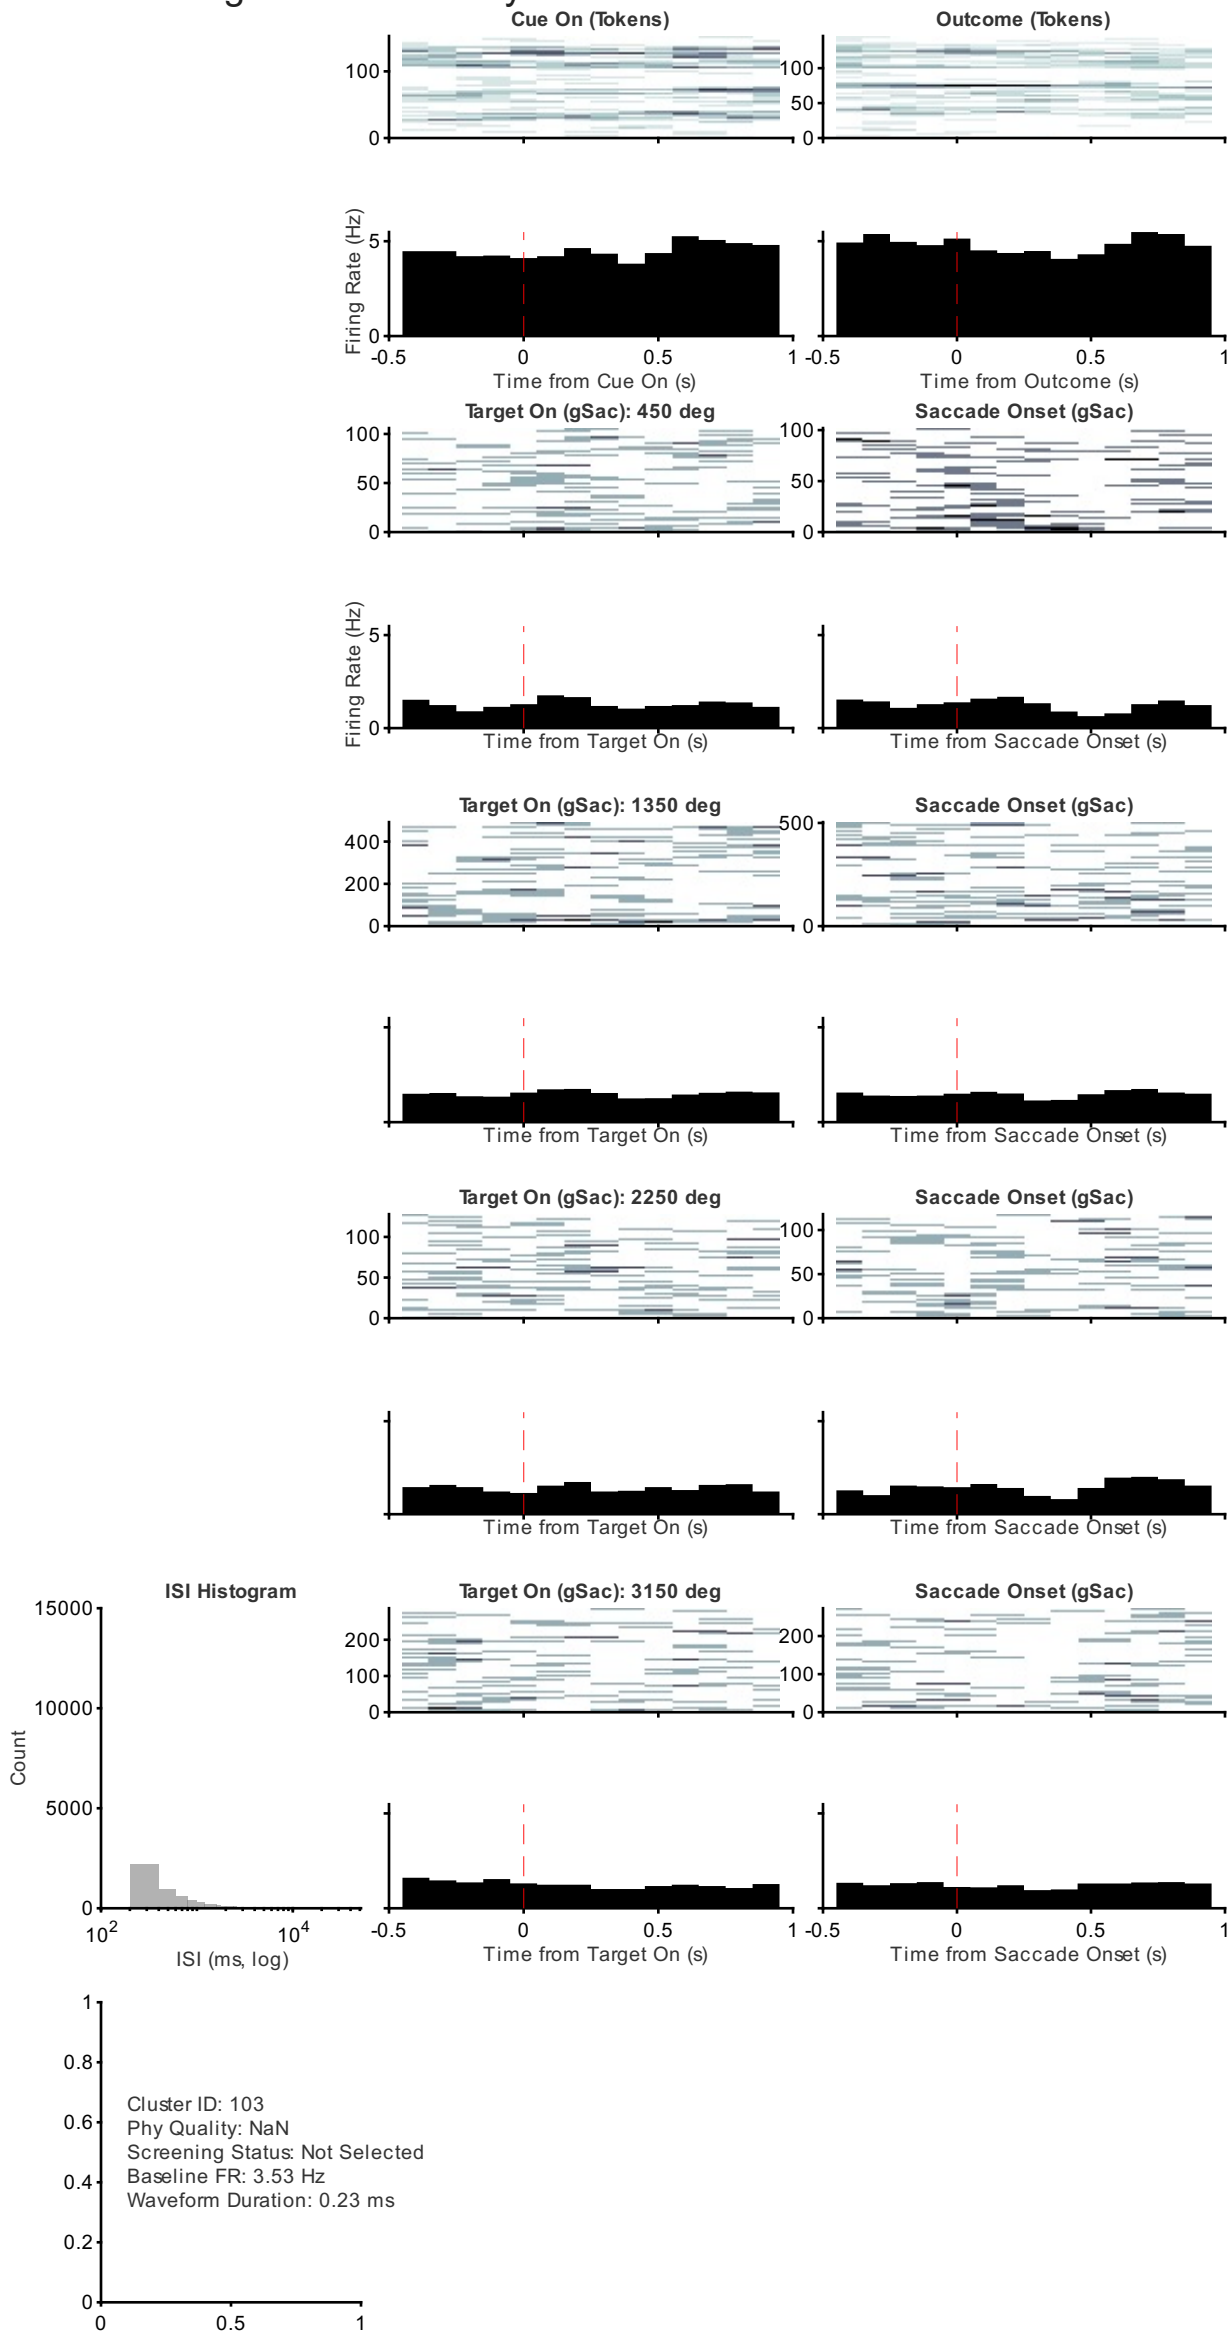 Cue On (Tokens)
Outcome (Tokens)
100
0
100
50
0
Firing Rate (Hz)
5
0
-0.5 0 0.5 1
-0.5 0 0.5 1
Time from Cue On (s)
Time from Outcome (s)
Target On (gSac): 450 deg
Saccade Onset (gSac)
100
50
0
100
50
0
Firing Rate (Hz)
5
0
Time from Target On (s)
Time from Saccade Onset (s)
Target On (gSac): 1350 deg
Saccade Onset (gSac)
400
200
0
500
0
Time from Target On (s)
Time from Saccade Onset (s)
Target On (gSac): 2250 deg
Saccade Onset (gSac)
100
50
0
100
50
0
Time from Target On (s)
Time from Saccade Onset (s)
ISI Histogram
Target On (gSac): 3150 deg
Saccade Onset (gSac)
15000
10000
5000
0
Count
10^2 10^4
ISI (ms, log)
200
100
0
200
100
0
-0.5 0 0.5 1
-0.5 0 0.5 1
Time from Target On (s)
Time from Saccade Onset (s)
1
0.8
0.6
0.4
0.2
0
Cluster ID: 103
Phy Quality: NaN
Screening Status: Not Selected
Baseline FR: 3.53 Hz
Waveform Duration: 0.23 ms
0 0.5 1